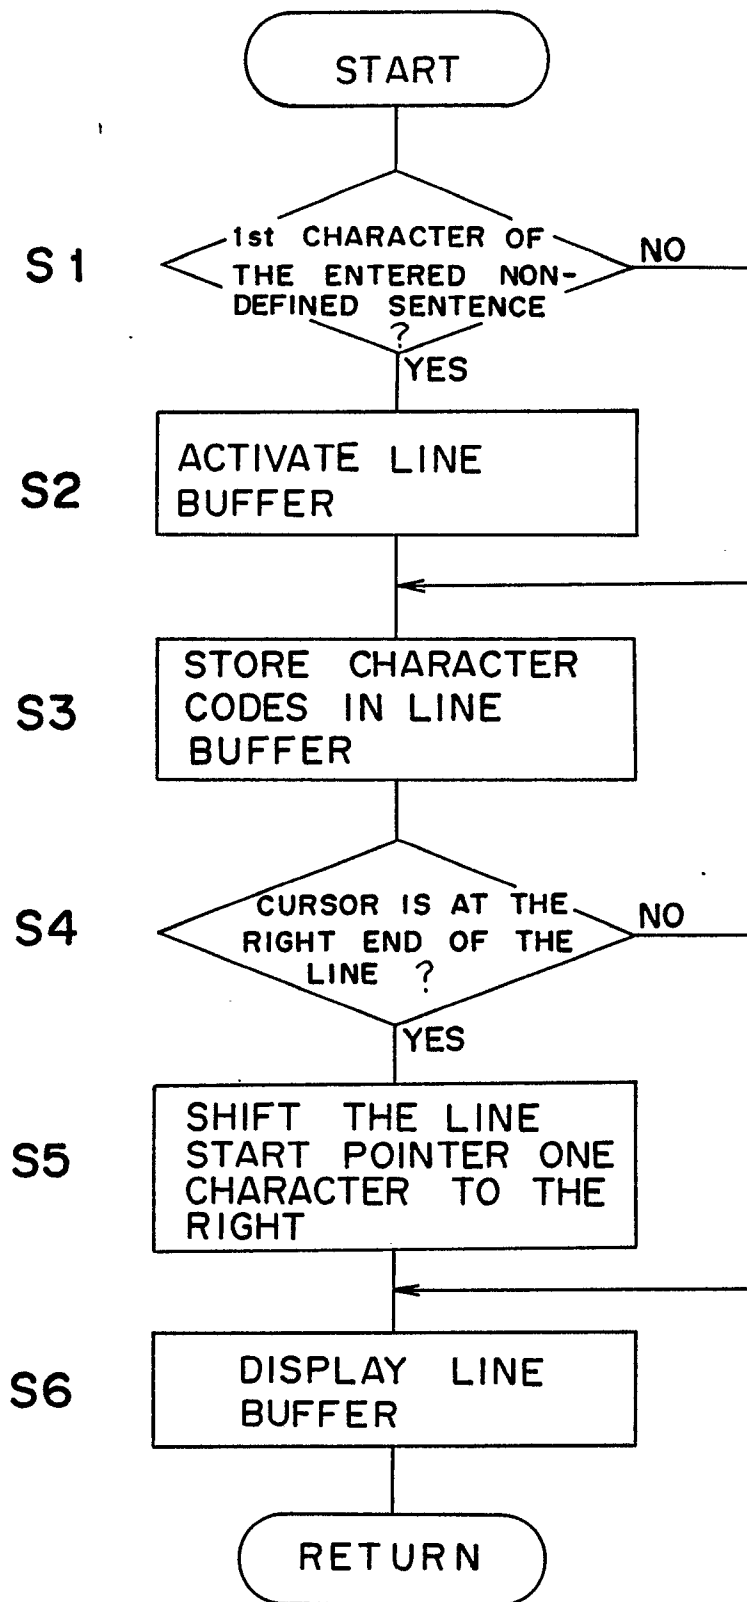 START
S1
1st CHARACTER OF
THE ENTERED NON-
DEFINED SENTENCE
?
NO
YES
S2
ACTIVATE LINE
BUFFER
S3
STORE CHARACTER
CODES IN LINE
BUFFER
S4
CURSOR IS AT THE
RIGHT END OF THE
LINE ?
NO
YES
S5
SHIFT THE LINE
START POINTER ONE
CHARACTER TO THE
RIGHT
S6
DISPLAY LINE
BUFFER
RETURN